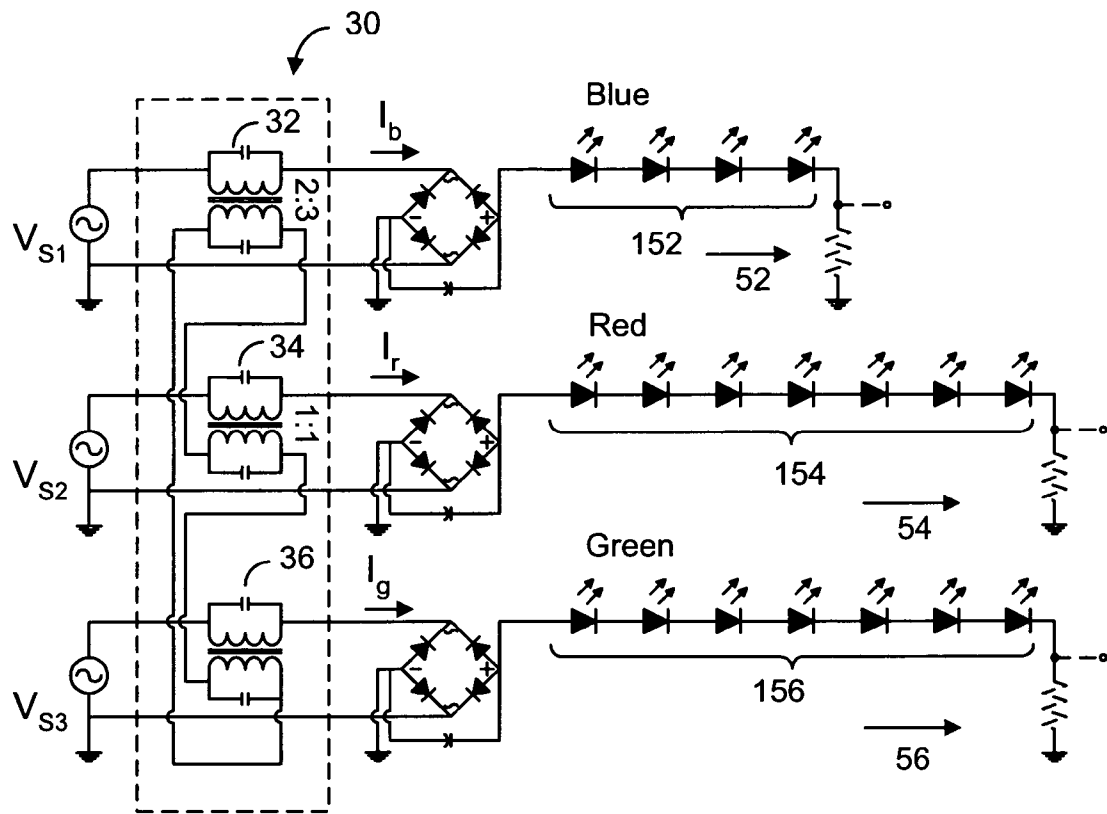 30
32
I_b
Blue
2:3
V_S1
152
52
34
I_r
Red
1:1
V_S2
154
54
36
I_g
Green
V_S3
156
56